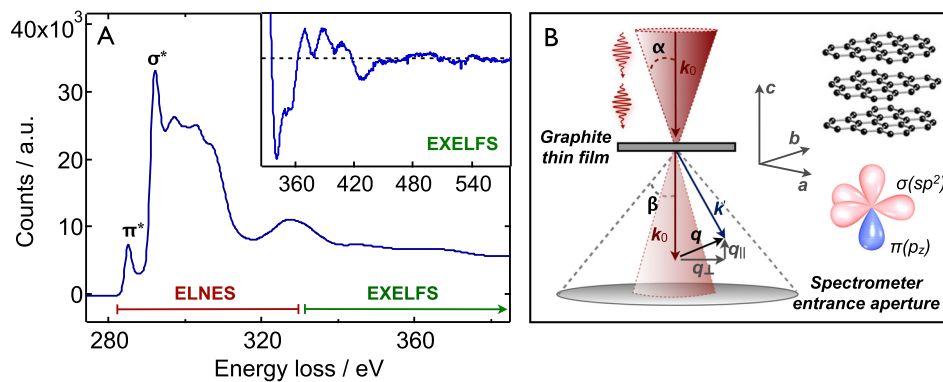 A
40x10³
30
20
10
0
Counts / a.u.
π*
σ*
EXELFS
360
420
480
540
ELNES
EXELFS
280
320
360
Energy loss / eV
B
α
k₀
Graphite
thin film
c
b
a
β
k₀
k'
q
q||
q⊥
σ(sp²)
π(p_z)
Spectrometer
entrance aperture